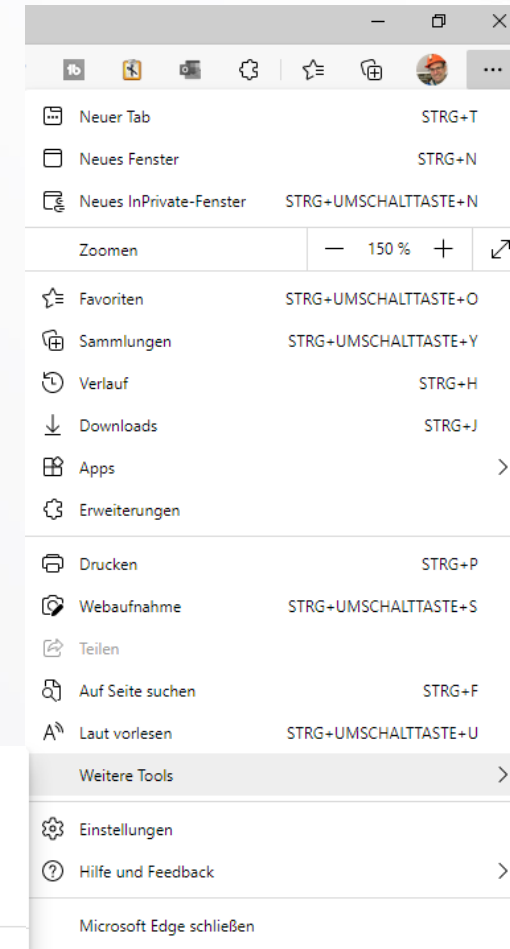 Neuer Tab STRG+T
Neues Fenster STRG+N
Neues InPrivate-Fenster STRG+UMSCHALTTASTE+N
Zoomen 150 %
Favoriten STRG+UMSCHALTTASTE+O
Sammlungen STRG+UMSCHALTTASTE+Y
Verlauf STRG+H
Downloads STRG+J
Apps
Erweiterungen
Drucken STRG+P
Webaufnahme STRG+UMSCHALTTASTE+S
Teilen
Auf Seite suchen STRG+F
Laut vorlesen STRG+UMSCHALTTASTE+U
Weitere Tools
Einstellungen
Hilfe und Feedback
Microsoft Edge schließen